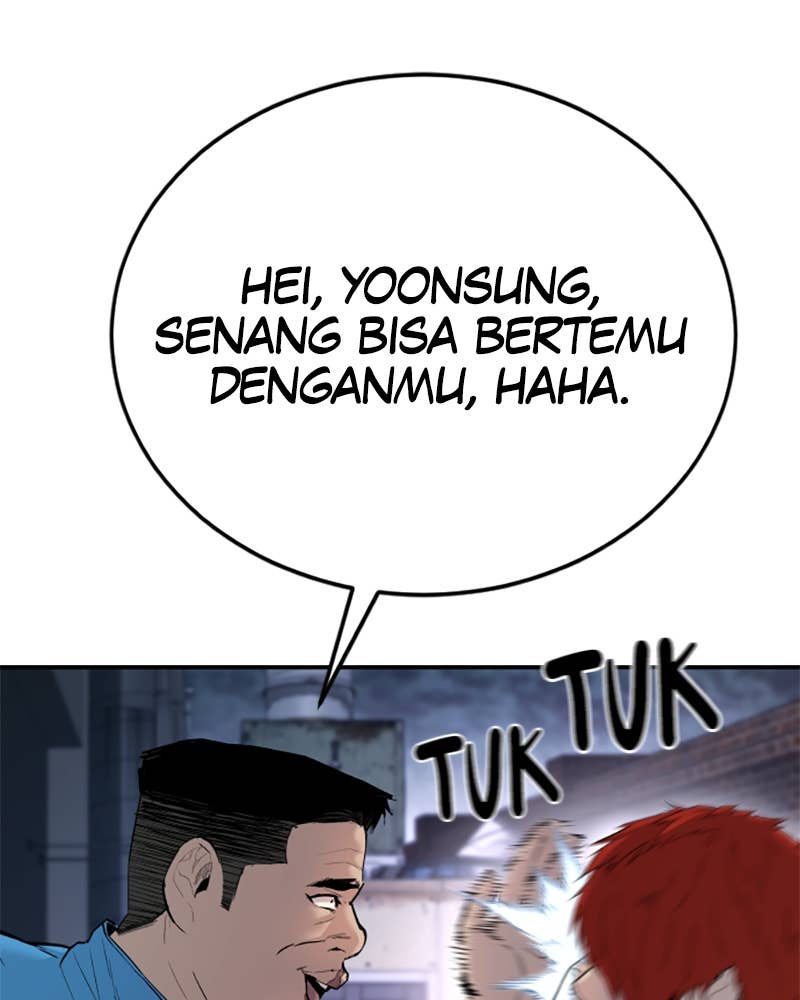 HEI, YOONSUNG,
SENANG BISA BERTEMU
DENGANMU, HAHA.
TUK
TUK